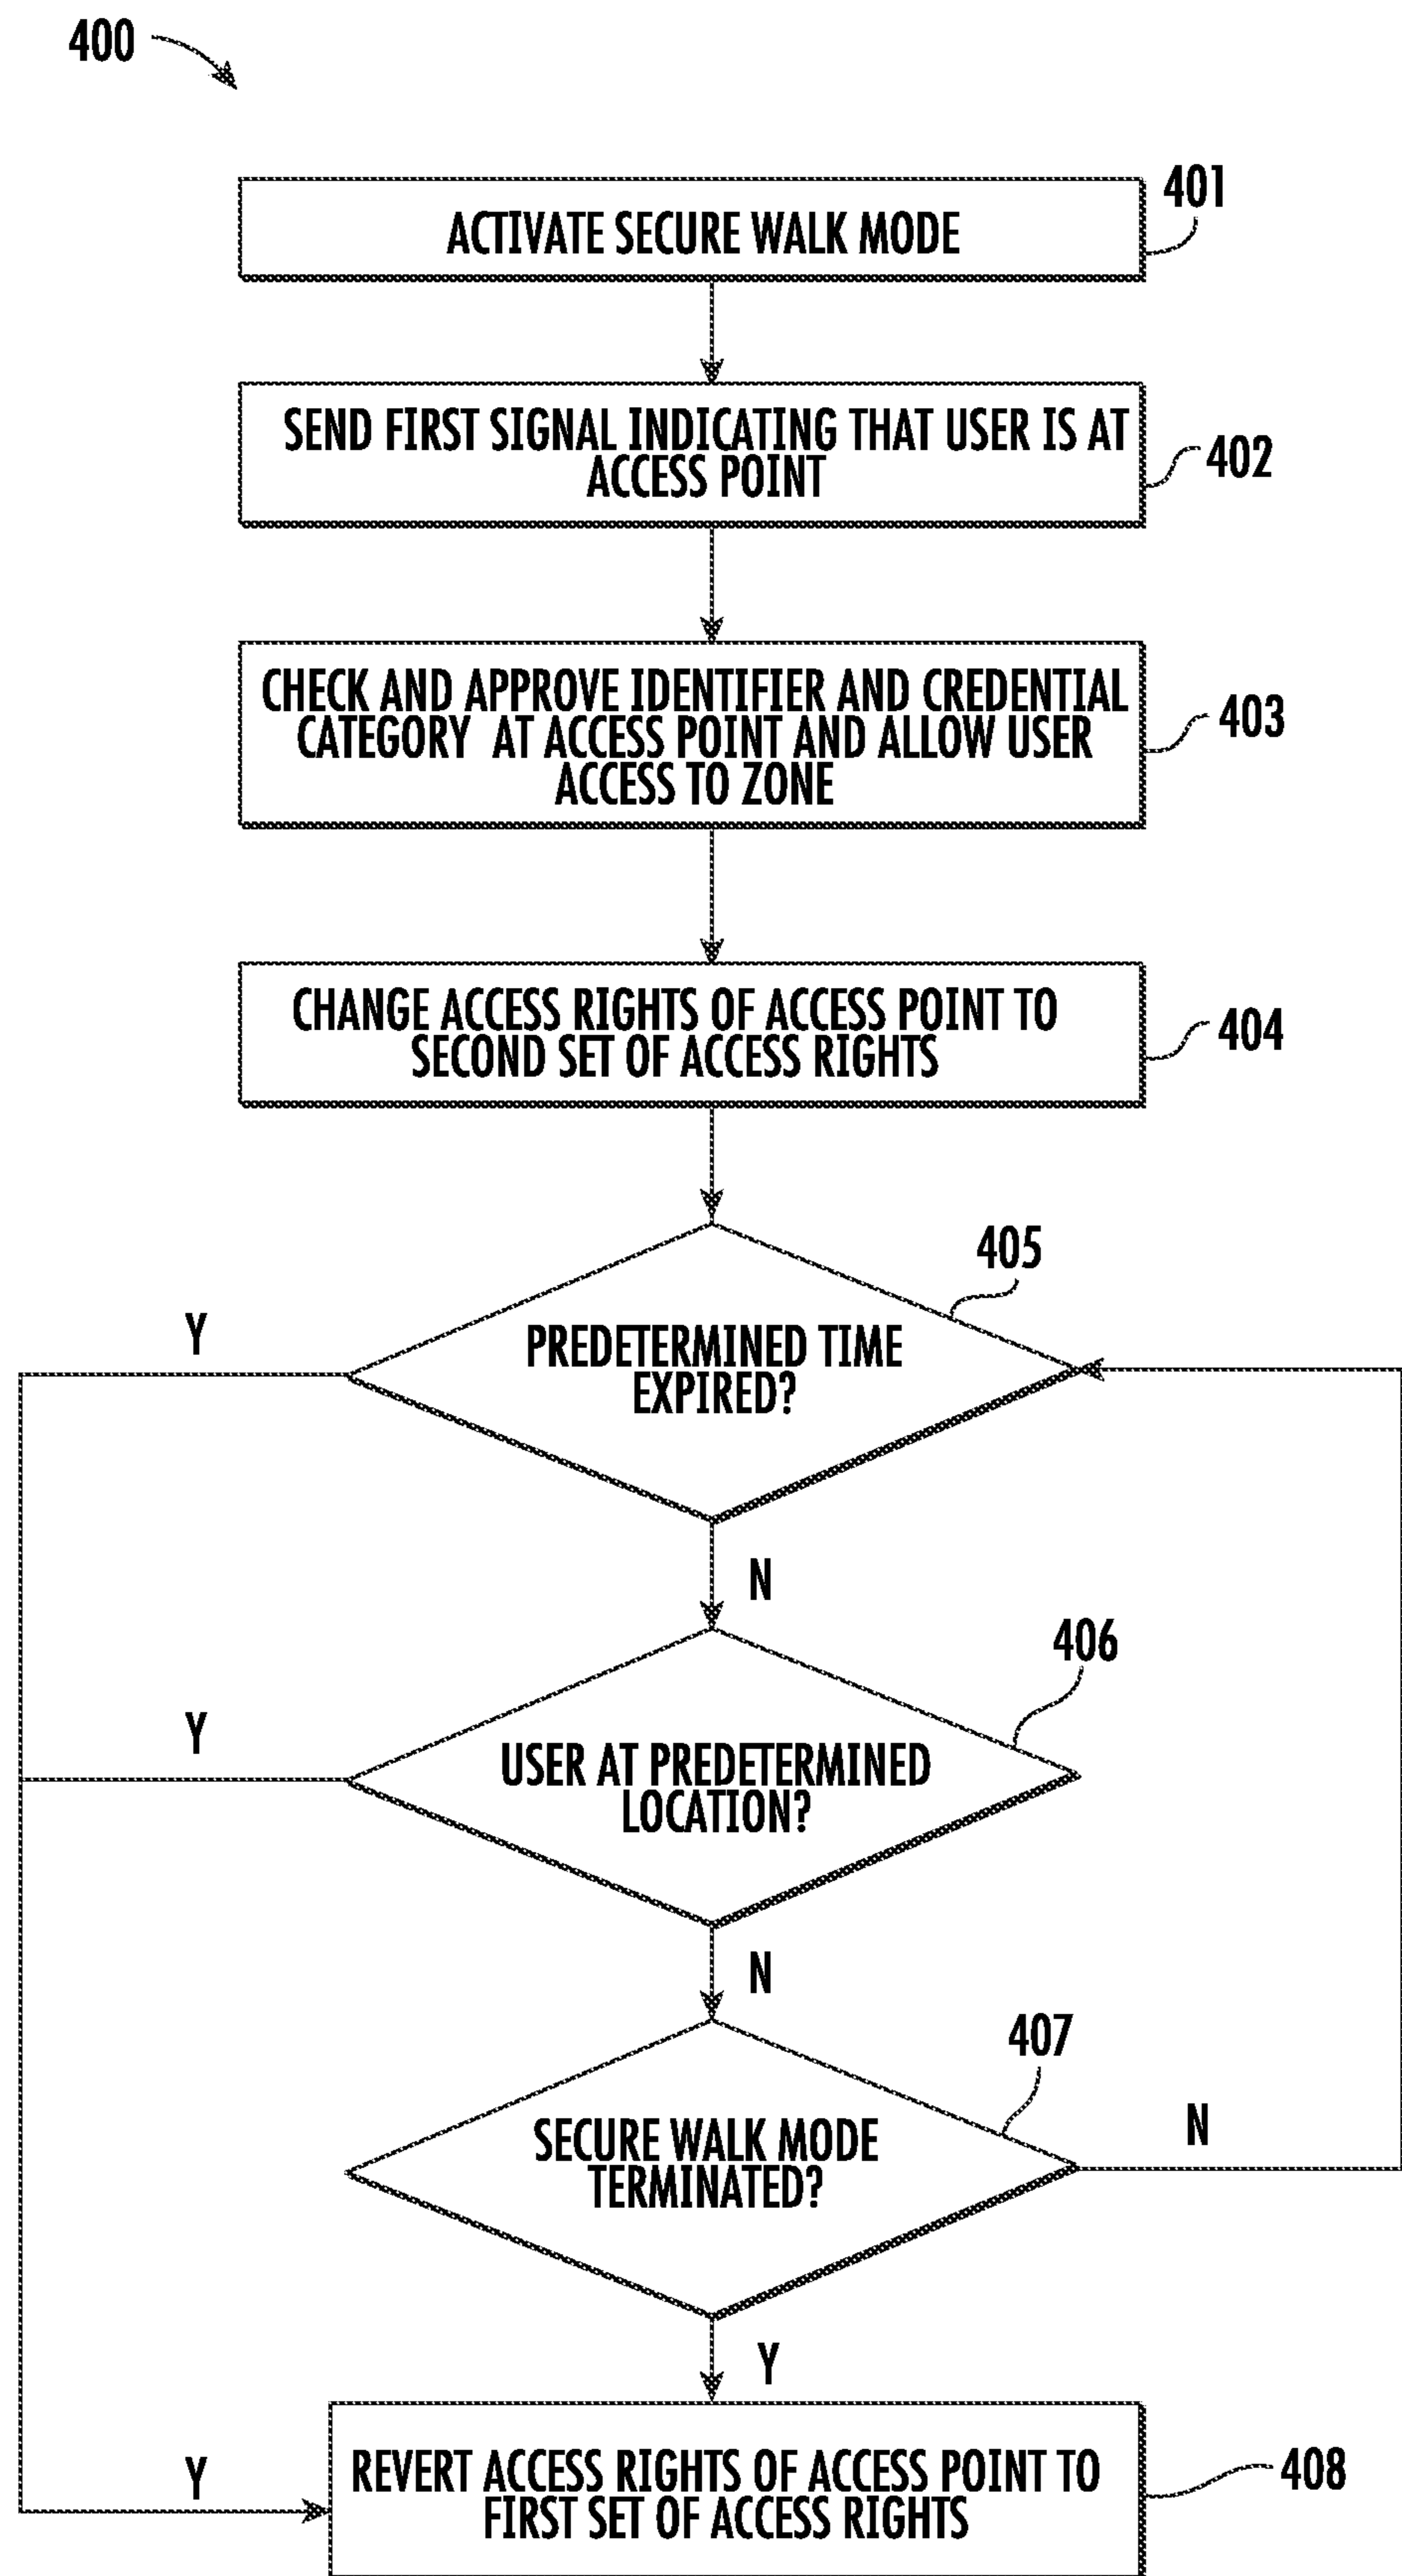 400
ACTIVATE SECURE WALK MODE
401
SEND FIRST SIGNAL INDICATING THAT USER IS AT
ACCESS POINT
402
CHECK AND APPROVE IDENTIFIER AND CREDENTIAL
CATEGORY AT ACCESS POINT AND ALLOW USER
ACCESS TO ZONE
403
CHANGE ACCESS RIGHTS OF ACCESS POINT TO
SECOND SET OF ACCESS RIGHTS
404
405
Y
PREDETERMINED TIME
EXPIRED?
N
406
Y
USER AT PREDETERMINED
LOCATION?
N
407
SECURE WALK MODE
TERMINATED?
N
Y
Y
REVERT ACCESS RIGHTS OF ACCESS POINT TO
FIRST SET OF ACCESS RIGHTS
408